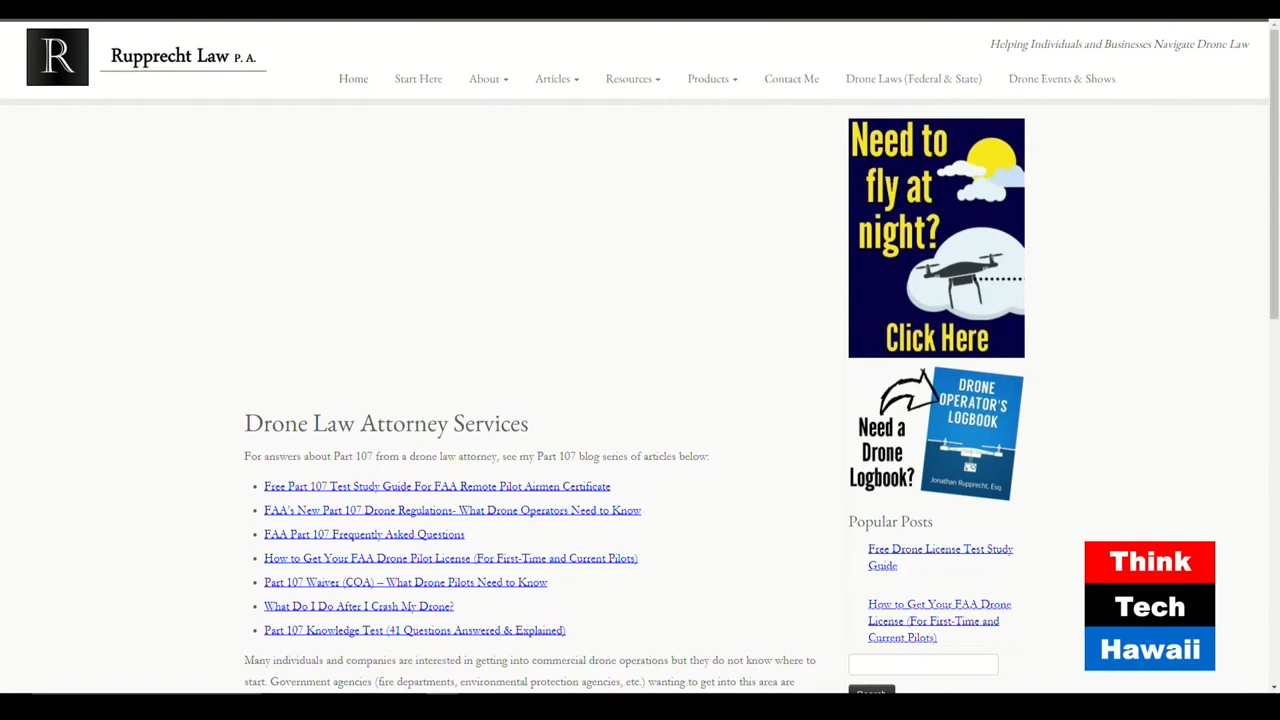 R
Rupprecht Law P. A.
Helping Individuals and Businesses Navigate Drone Law
Home Start Here About Articles Resources Products Contact Me Drone Laws (Federal & State) Drone Events & Shows
Need to
fly at
night?
Click Here
DRONE
OPERATOR'S
LOGBOOK
Need a
Drone
Logbook?
Jonathan Rupprecht, Esq.
Drone Law Attorney Services
For answers about Part 107 from a drone law attorney, see my Part 107 blog series of articles below:
Free Part 107 Test Study Guide For FAA Remote Pilot Airmen Certificate
FAA's New Part 107 Drone Regulations- What Drone Operators Need to Know
FAA Part 107 Frequently Asked Questions
How to Get Your FAA Drone Pilot License (For First-Time and Current Pilots)
Part 107 Waiver (COA) – What Drone Pilots Need to Know
What Do I Do After I Crash My Drone?
Part 107 Knowledge Test (41 Questions Answered & Explained)
Many individuals and companies are interested in getting into commercial drone operations but they do not know where to
start. Government agencies (fire departments, environmental protection agencies, etc.) wanting to get into this area are
Popular Posts
Free Drone License Test Study
Guide
How to Get Your FAA Drone
License (For First-Time and
Current Pilots)
Think
Tech
Hawaii